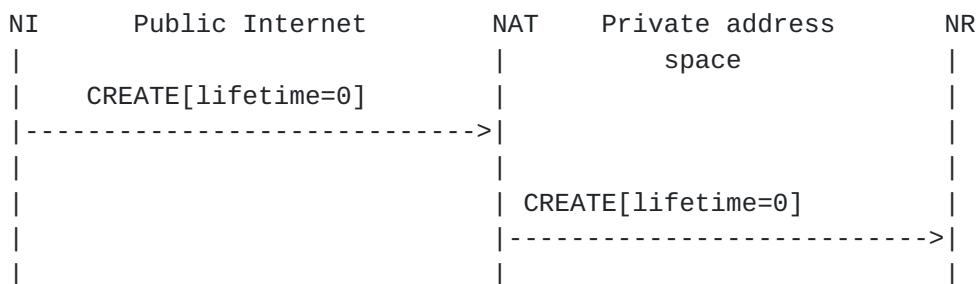 NI       Public Internet        NAT    Private address       NR
|                              |          space             |
|    CREATE[lifetime=0]        |                            |
|----------------------------->|                            |
|                              |                            |
|                              | CREATE[lifetime=0]         |
|                              |--------------------------->|
|                              |                            |